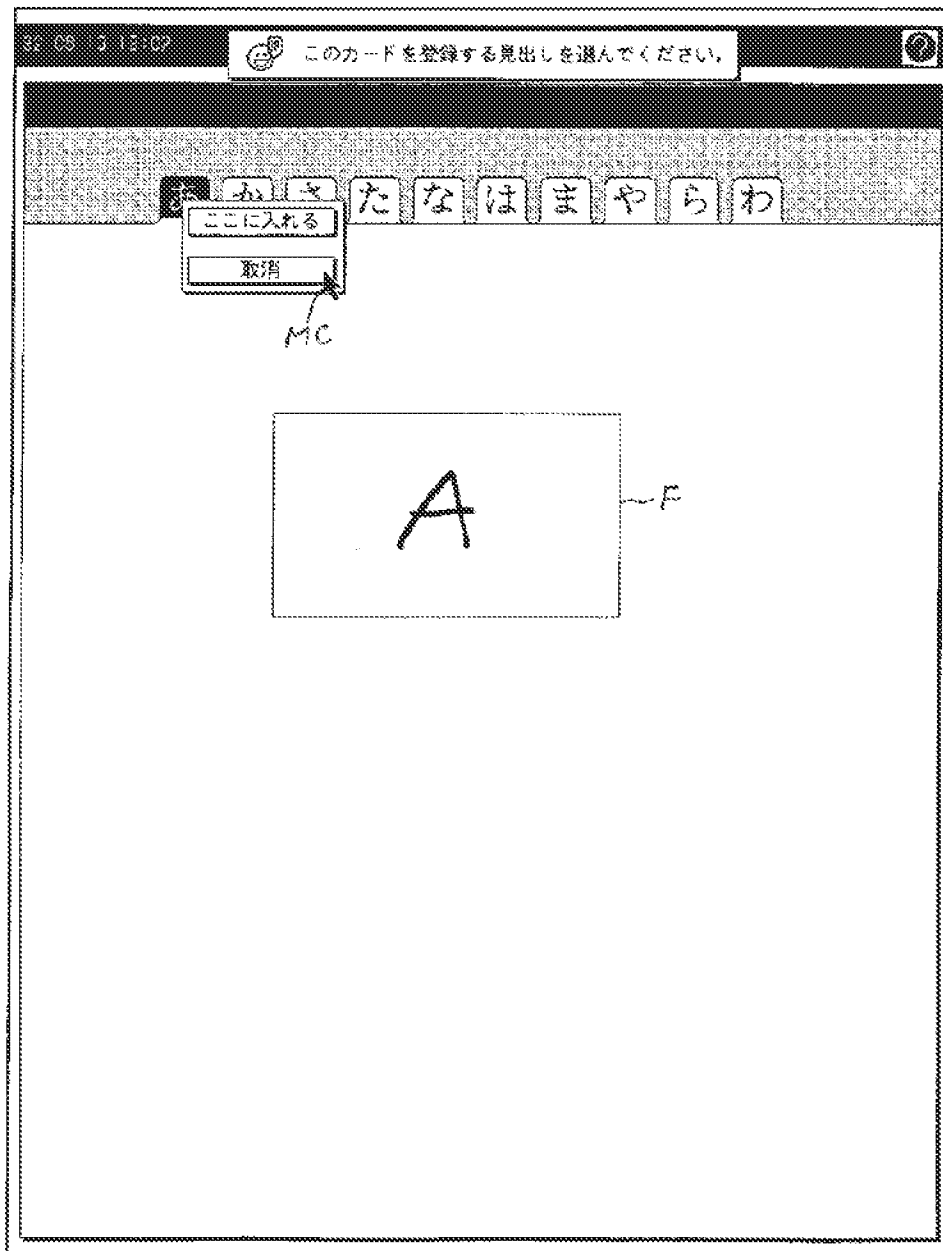 このカードを登録する見出しを選んでください。
?
あ か さ た な は ま や ら わ
ここに入れる
取消
MC
A
F